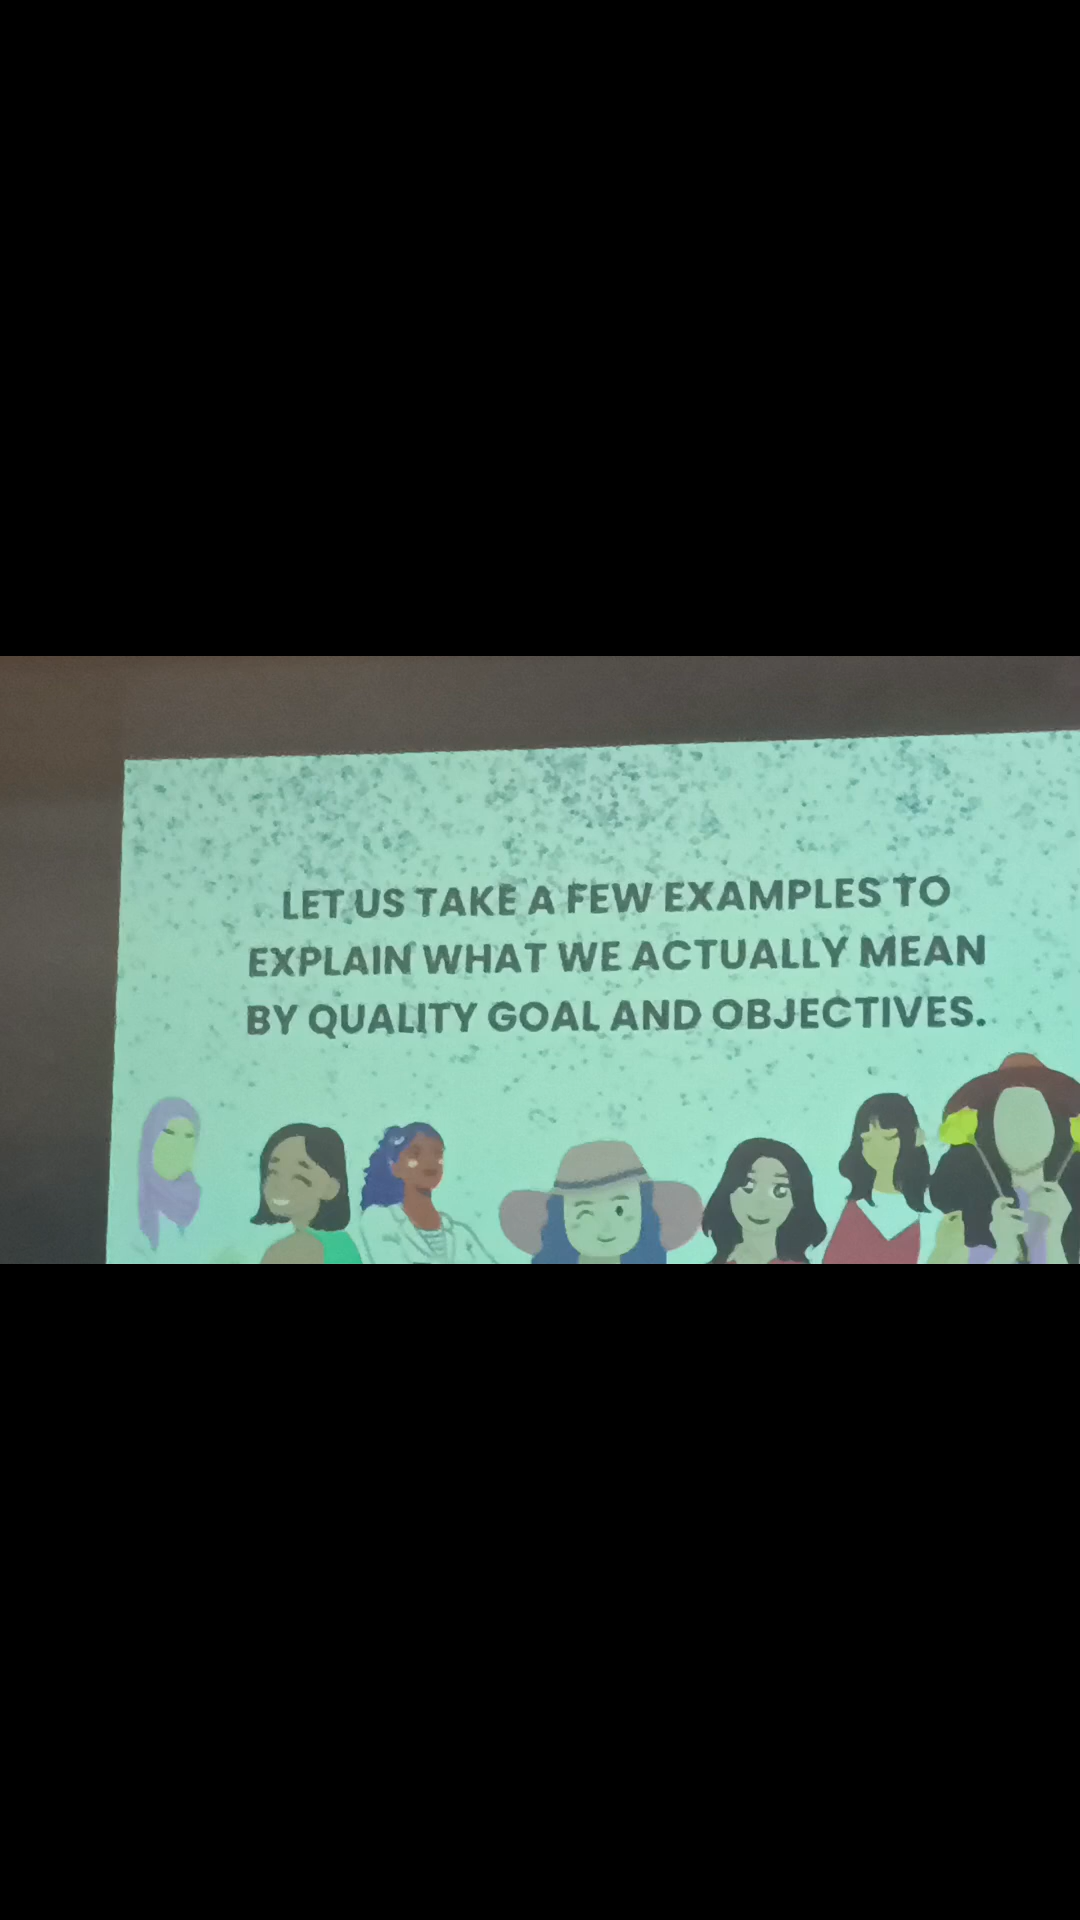 LET US TAKE A FEW EXAMPLES TO
EXPLAIN WHAT WE ACTUALLY MEAN
BY QUALITY GOAL AND OBJECTIVES.